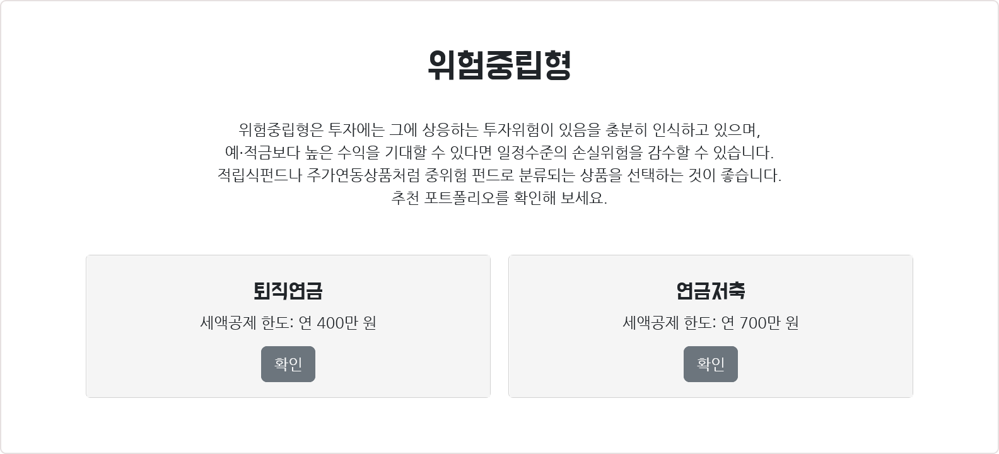 위험중립형
위험중립형은 투자에는 그에 상응하는 투자위험이 있음을 충분히 인식하고 있으며,
예·적금보다 높은 수익을 기대할 수 있다면 일정수준의 손실위험을 감수할 수 있습니다.
적립식펀드나 주가연동상품처럼 중위험 펀드로 분류되는 상품을 선택하는 것이 좋습니다.
추천 포트폴리오를 확인해 보세요.
퇴직연금
세액공제 한도: 연 400만 원
확인
연금저축
세액공제 한도: 연 700만 원
확인